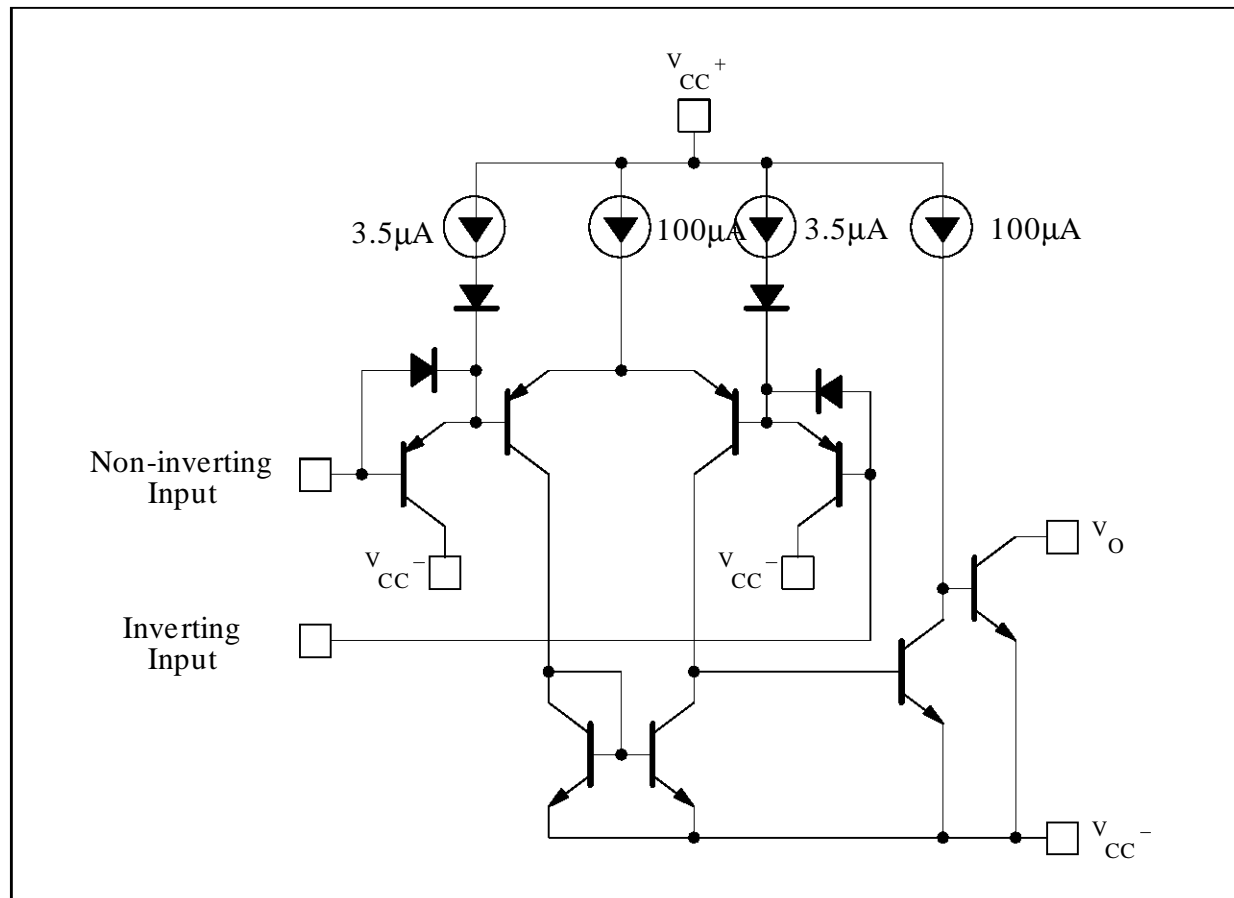 VCC+
3.5µA
100µA
3.5µA
100µA
Non-inverting
Input
VCC−
VCC−
VO
Inverting
Input
VCC−